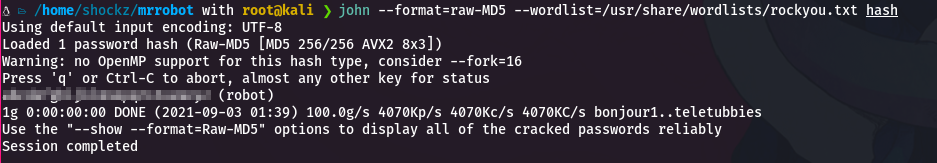 /home/shockz/mrrobot with root@kali ❯ john --format=raw-MD5 --wordlist=/usr/share/wordlists/rockyou.txt hash
Using default input encoding: UTF-8
Loaded 1 password hash (Raw-MD5 [MD5 256/256 AVX2 8x3])
Warning: no OpenMP support for this hash type, consider --fork=16
Press 'q' or Ctrl-C to abort, almost any other key for status
(robot)
1g 0:00:00:00 DONE (2021-09-03 01:39) 100.0g/s 4070Kp/s 4070Kc/s 4070KC/s bonjour1..teletubbies
Use the "--show --format=Raw-MD5" options to display all of the cracked passwords reliably
Session completed